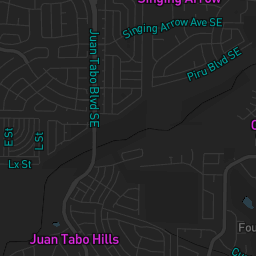 Singing Arrow
Singing Arrow Ave SE
Juan Tabo Blvd SE
Piru Blvd SE
E St
L St
Lx St
Juan Tabo Hills
Fou